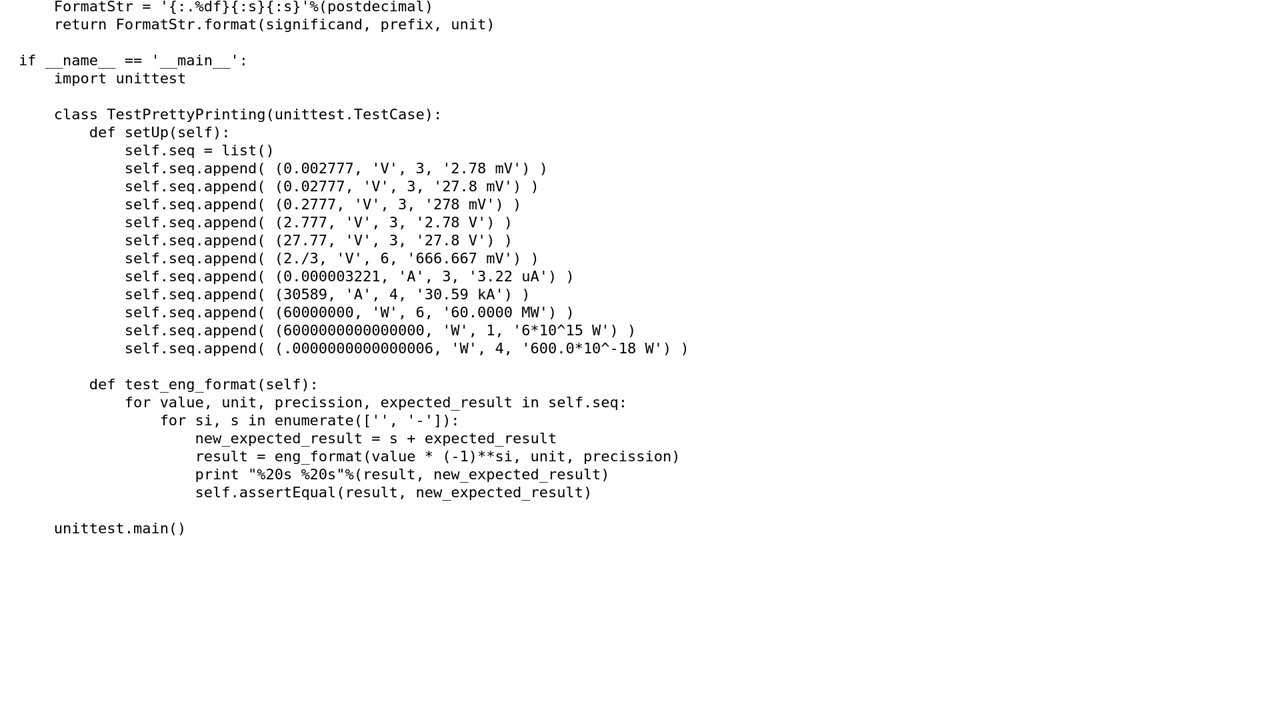 FormatStr = '{:.%df}{:s}{:s}'%(postdecimal)
return FormatStr.format(significand, prefix, unit)
if __name__ == '__main__':
import unittest
class TestPrettyPrinting(unittest.TestCase):
def setUp(self):
self.seq = list()
self.seq.append( (0.002777, 'V', 3, '2.78 mV') )
self.seq.append( (0.02777, 'V', 3, '27.8 mV') )
self.seq.append( (0.2777, 'V', 3, '278 mV') )
self.seq.append( (2.777, 'V', 3, '2.78 V') )
self.seq.append( (27.77, 'V', 3, '27.8 V') )
self.seq.append( (2./3, 'V', 6, '666.667 mV') )
self.seq.append( (0.000003221, 'A', 3, '3.22 uA') )
self.seq.append( (30589, 'A', 4, '30.59 kA') )
self.seq.append( (60000000, 'W', 6, '60.0000 MW') )
self.seq.append( (6000000000000000, 'W', 1, '6*10^15 W') )
self.seq.append( (.0000000000000006, 'W', 4, '600.0*10^-18 W') )
def test_eng_format(self):
for value, unit, precission, expected_result in self.seq:
for si, s in enumerate(['', '-']):
new_expected_result = s + expected_result
result = eng_format(value * (-1)**si, unit, precission)
print "%20s %20s"%(result, new_expected_result)
self.assertEqual(result, new_expected_result)
unittest.main()